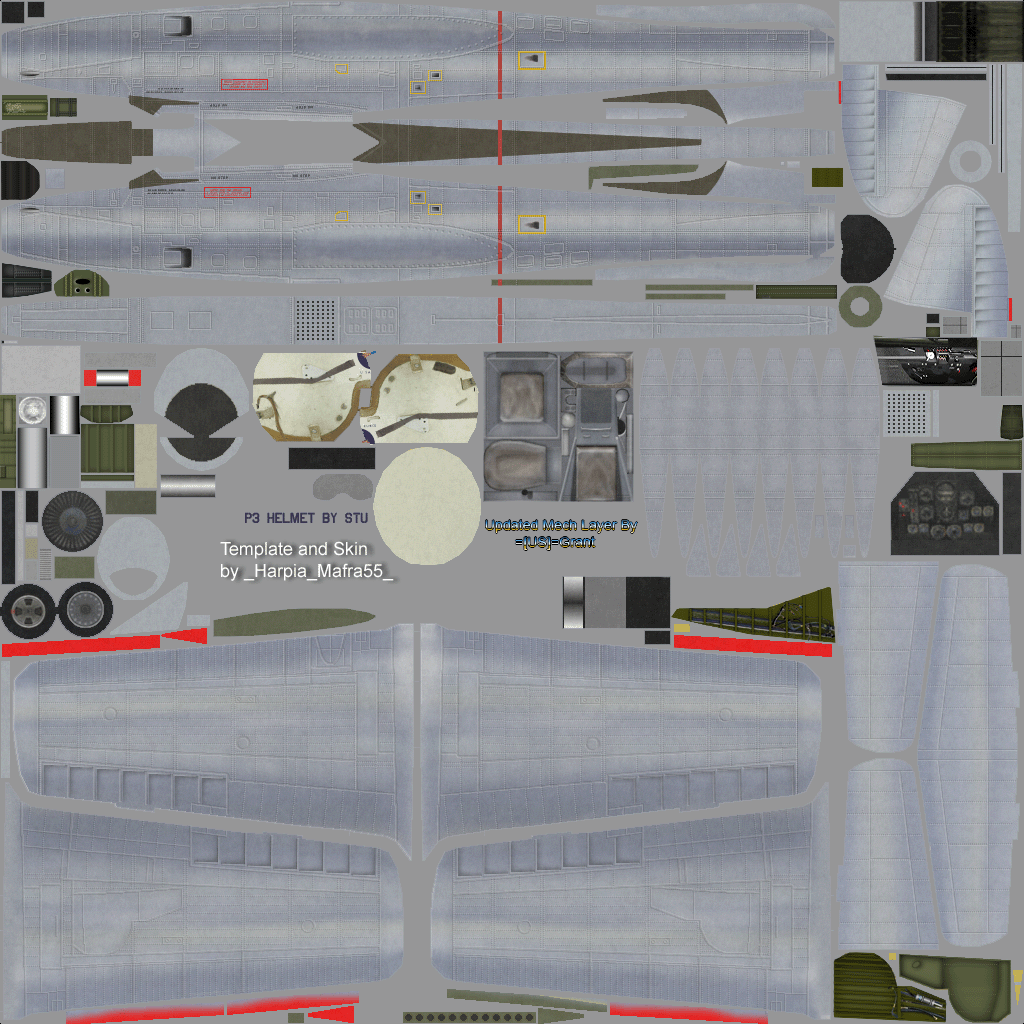 P3 HELMET BY STU
Updated Mech Layer By
=[US]=Grant
Template and Skin
by _Harpia_Mafra55_